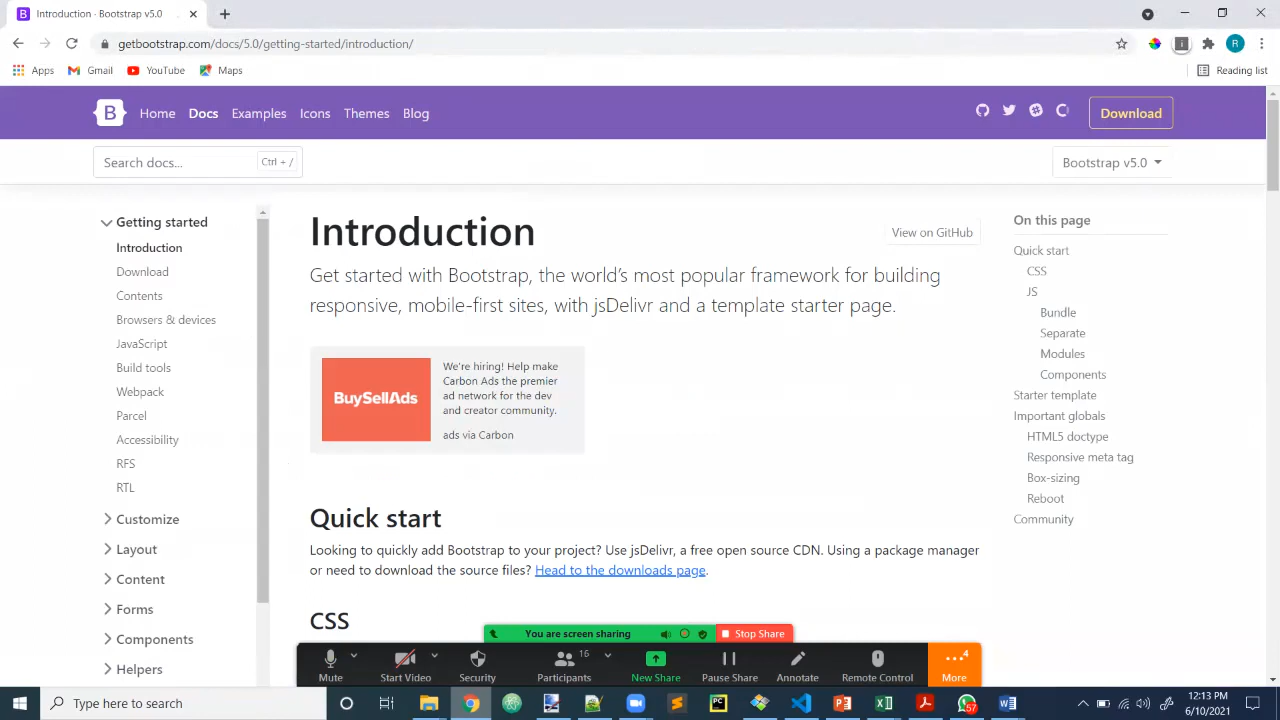 Introduction · Bootstrap v5.0
getbootstrap.com/docs/5.0/getting-started/introduction/
R
Apps
Gmail
YouTube
Maps
Reading list
B
Home
Docs
Examples
Icons
Themes
Blog
Download
Search docs...
Ctrl + /
Bootstrap v5.0
Getting started
Introduction
Download
Contents
Browsers & devices
JavaScript
Build tools
Webpack
Parcel
Accessibility
RFS
RTL
Customize
Layout
Content
Forms
Components
Helpers
Introduction
View on GitHub
Get started with Bootstrap, the world's most popular framework for building
responsive, mobile-first sites, with jsDelivr and a template starter page.
BuySellAds
We're hiring! Help make
Carbon Ads the premier
ad network for the dev
and creator community.
ads via Carbon
Quick start
Looking to quickly add Bootstrap to your project? Use jsDelivr, a free open source CDN. Using a package manager
or need to download the source files? Head to the downloads page.
CSS
On this page
Quick start
CSS
JS
Bundle
Separate
Modules
Components
Starter template
Important globals
HTML5 doctype
Responsive meta tag
Box-sizing
Reboot
Community
You are screen sharing
Stop Share
Mute
Start Video
Security
Participants
16
New Share
Pause Share
Annotate
Remote Control
More
4
Type here to search
PC
57
12:13 PM
6/10/2021